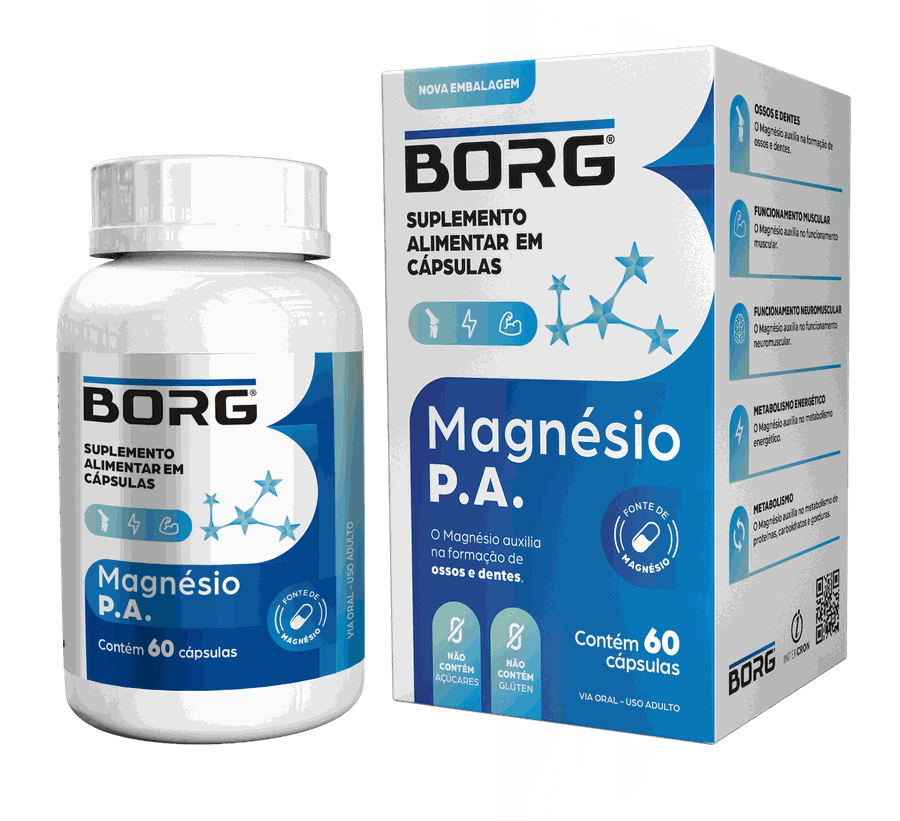 BORG®
SUPLEMENTO
ALIMENTAR EM
CÁPSULAS
Magnésio
P.A.
Contém 60 cápsulas
FONTE DE
MAGNÉSIO
VIA ORAL - USO ADULTO
NOVA EMBALAGEM
BORG®
SUPLEMENTO
ALIMENTAR EM
CÁPSULAS
Magnésio
P.A.
O Magnésio auxilia
na formação de
ossos e dentes.
FONTE DE
MAGNÉSIO
NÃO
CONTÉM
AÇÚCARES
NÃO
CONTÉM
GLÚTEN
Contém 60
cápsulas
VIA ORAL - USO ADULTO
OSSOS E DENTES
O Magnésio auxilia na formação de
ossos e dentes.
FUNCIONAMENTO MUSCULAR
O Magnésio auxilia no funcionamento
muscular.
FUNCIONAMENTO NEUROMUSCULAR
O Magnésio auxilia no funcionamento
neuromuscular.
METABOLISMO ENERGÉTICO
O Magnésio auxilia no metabolismo
energético.
METABOLISMO
O Magnésio auxilia no metabolismo de
proteínas, carboidratos e gorduras.
BORG®
INTERCRON